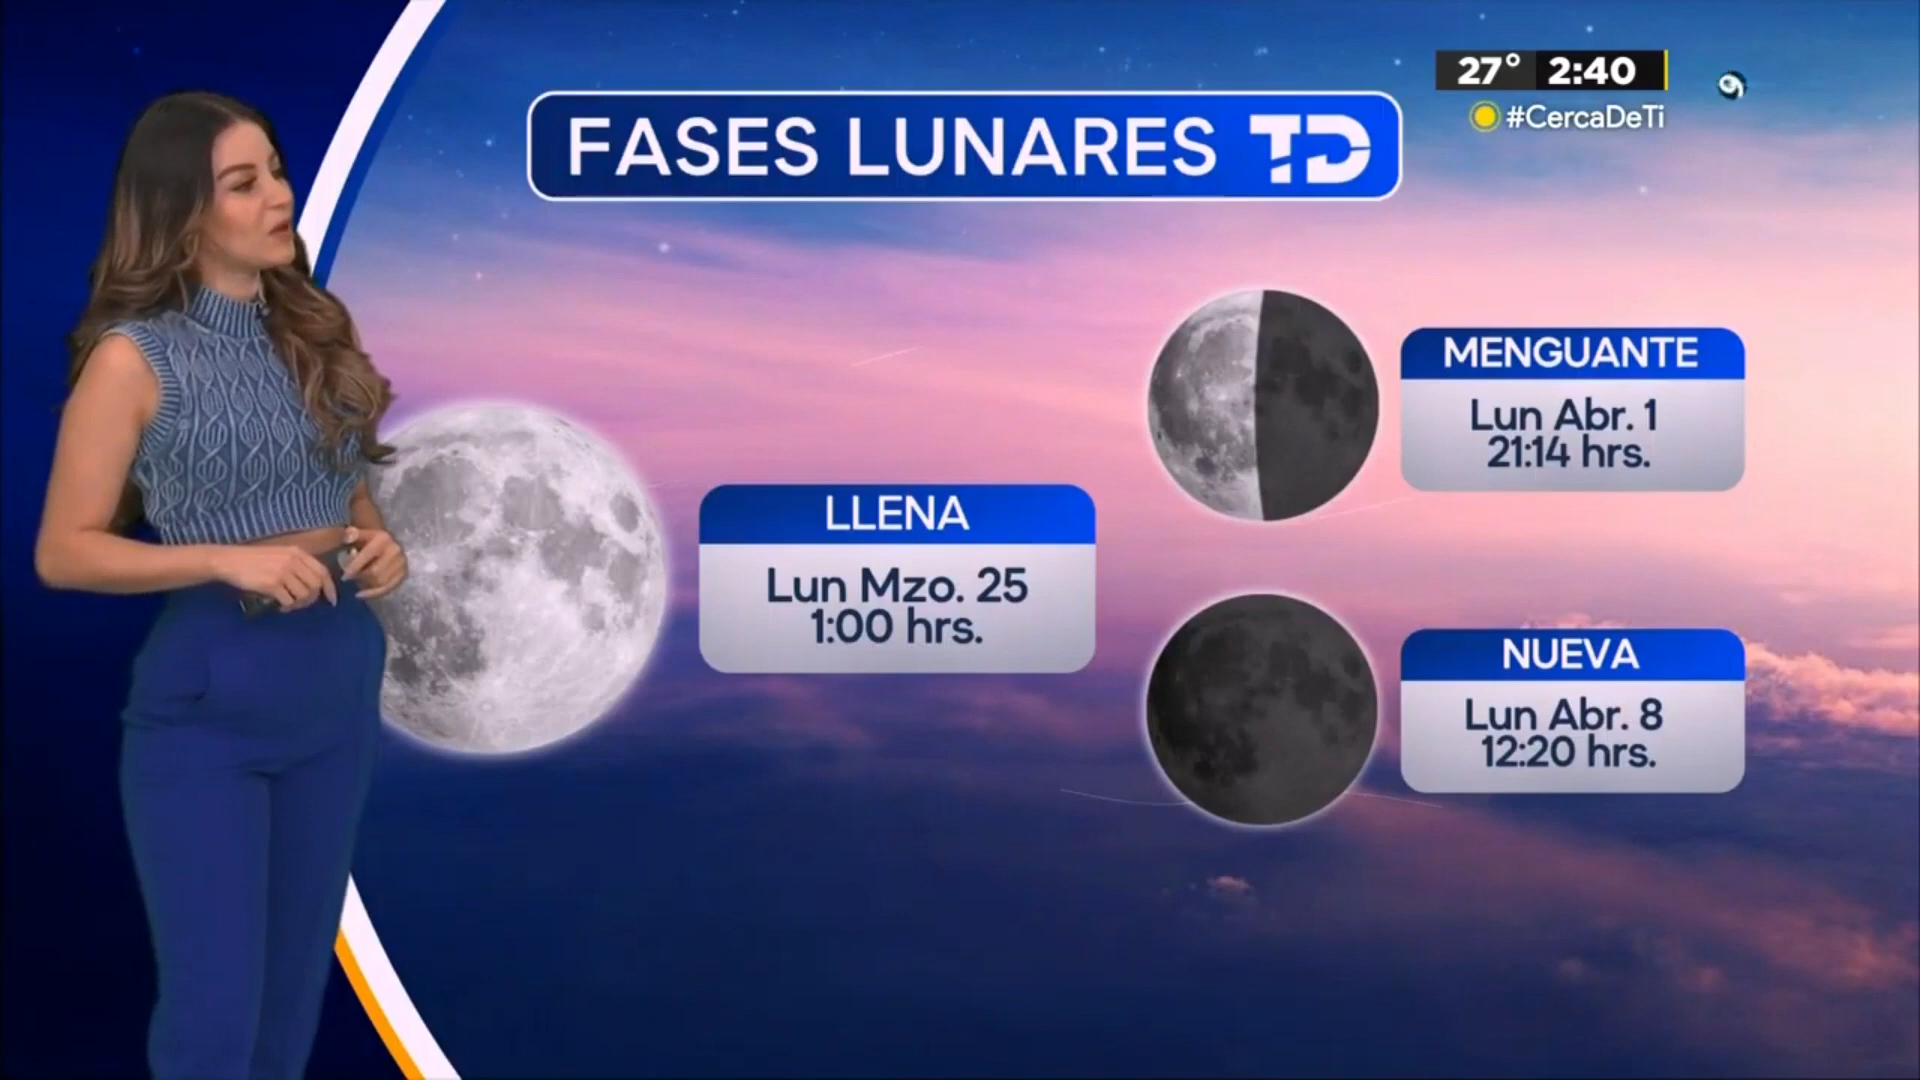 27° 2:40
#CercaDeTi
FASES LUNARES TD
MENGUANTE
Lun Abr. 1
21:14 hrs.
LLENA
Lun Mzo. 25
1:00 hrs.
NUEVA
Lun Abr. 8
12:20 hrs.